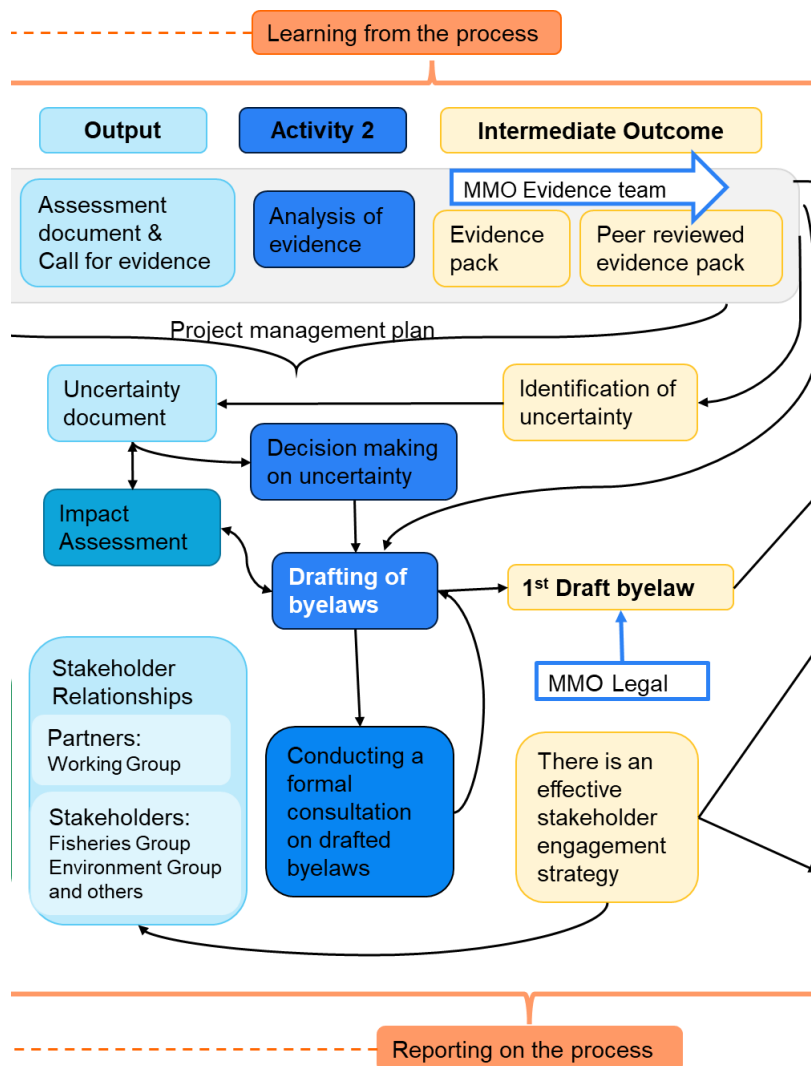 Learning from the process
Output
Activity 2
Intermediate Outcome
MMO Evidence team
Assessment
document &
Call for evidence
Analysis of
evidence
Evidence
pack
Peer reviewed
evidence pack
Project management plan
Uncertainty
document
Identification of
uncertainty
Decision making
on uncertainty
Impact
Assessment
Drafting of
byelaws
1st Draft byelaw
MMO Legal
Stakeholder
Relationships
Partners:
Working Group
Stakeholders:
Fisheries Group
Environment Group
and others
Conducting a
formal
consultation
on drafted
byelaws
There is an
effective
stakeholder
engagement
strategy
Reporting on the process